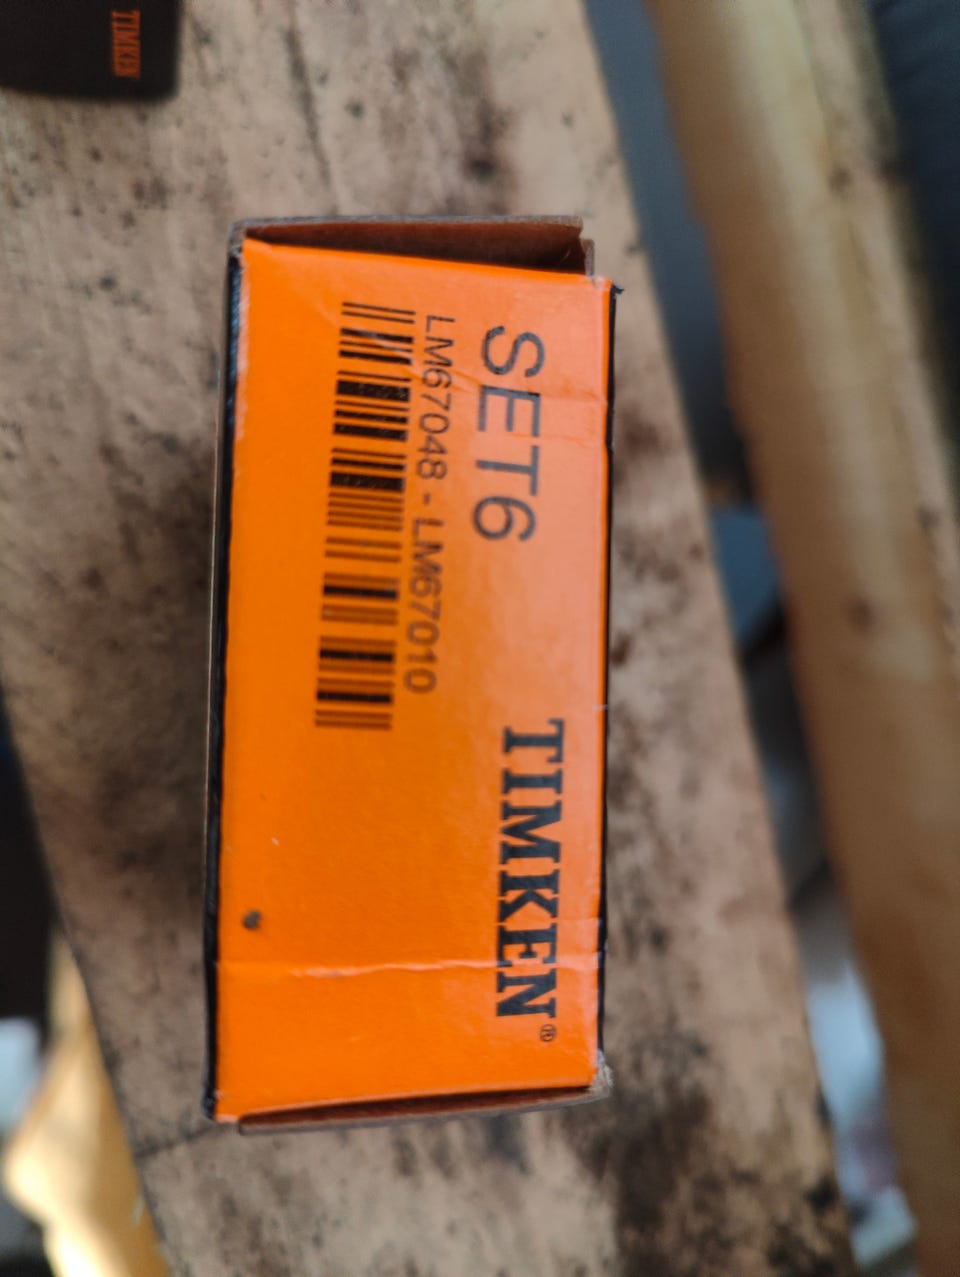 TIMKEN
SET6
LM67048 - LM67010
TIMKEN®